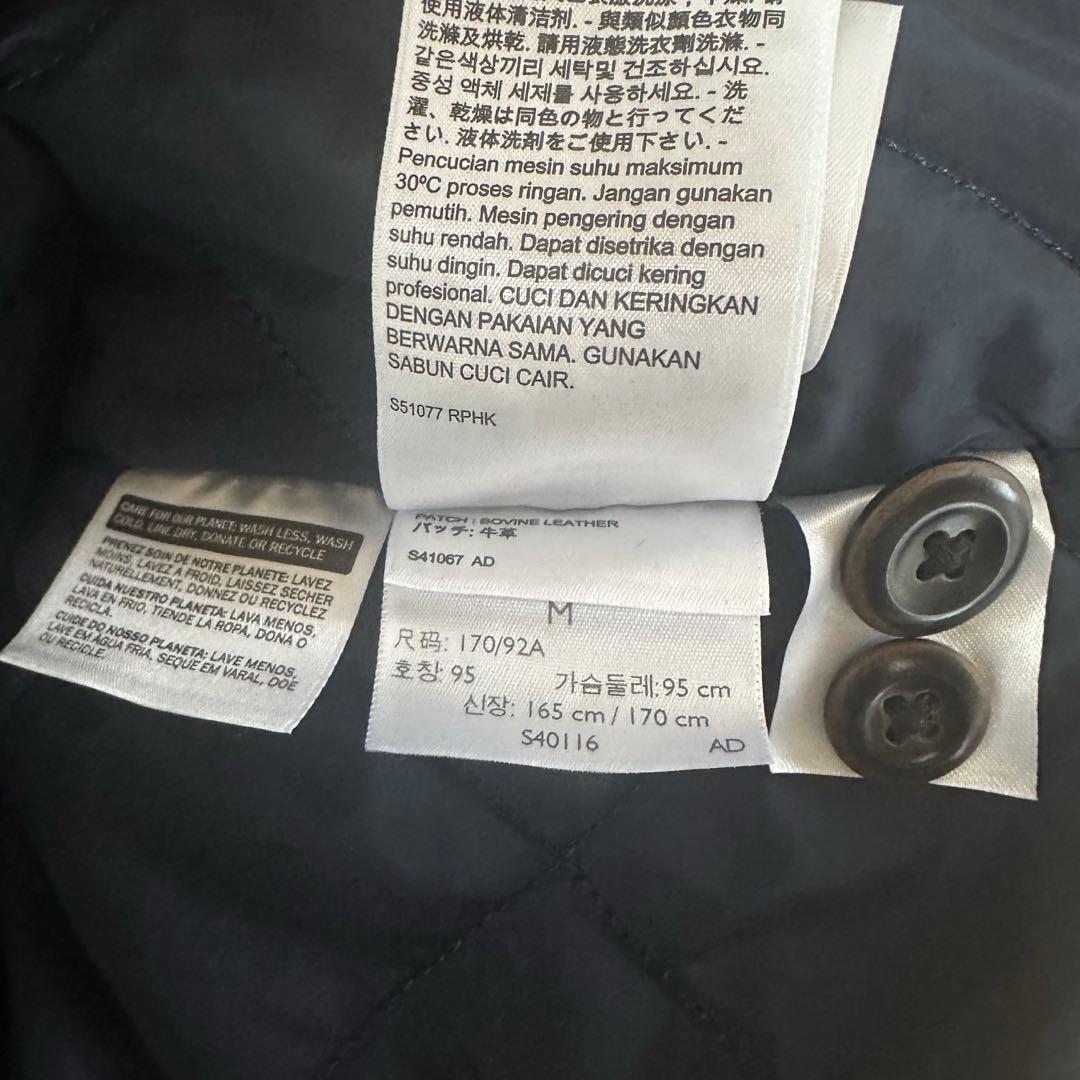 使用液体清洁剂. - 與類似顏色衣物同
洗滌及烘乾. 請用液態洗衣劑洗滌. -
같은색상끼리 세탁및 건조하십시요.
중성 액체 세제를 사용하세요. - 洗
濯、乾燥は同色の物と行ってくだ
さい. 液体洗剤をご使用下さい. -
Pencucian mesin suhu maksimum
30ºC proses ringan. Jangan gunakan
pemutih. Mesin pengering dengan
suhu rendah. Dapat disetrika dengan
suhu dingin. Dapat dicuci kering
profesional. CUCI DAN KERINGKAN
DENGAN PAKAIAN YANG
BERWARNA SAMA. GUNAKAN
SABUN CUCI CAIR.
S51077 RPHK
CARE FOR OUR PLANET: WASH LESS, WASH
COLD, LINE DRY, DONATE OR RECYCLE
PRENEZ SOIN DE NOTRE PLANETE: LAVEZ
MOINS, LAVEZ A FROID, LAISSEZ SECHER
NATURELLEMENT, DONNEZ OU RECYCLEZ
CUIDA NUESTRO PLANETA: LAVA MENOS,
LAVA EN FRIO, TIENDE LA ROPA, DONA O
RECICLA.
CUIDE DO NOSSO PLANETA: LAVE MENOS,
LAVE EM AGUA FRIA, SEQUE EM VARAL, DOE
OU RECICLE.
PATCH : BOVINE LEATHER
パッチ: 牛革
S41067 AD
M
尺码: 170/92A
호칭: 95 가슴둘레:95 cm
신장: 165 cm / 170 cm
S40116 AD